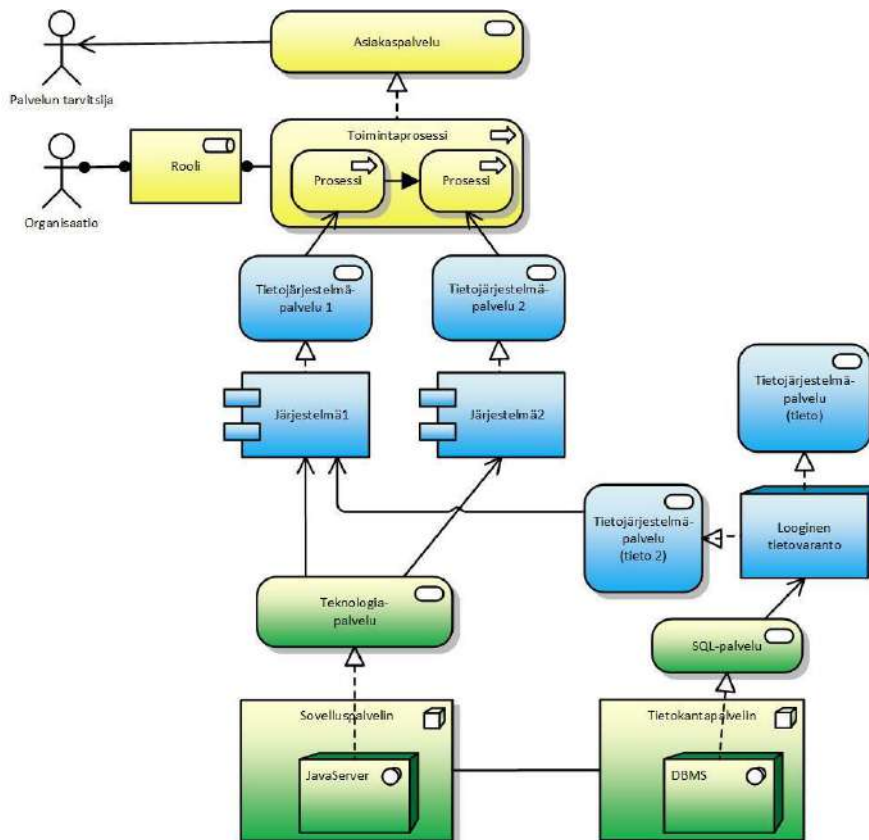 Asiakaspalvelu
Palvelun tarvitsija
Toimintaprosessi
Rooli
Prosessi
Prosessi
Organisaatio
Tietojärjestelmä-
palvelu 1
Tietojärjestelmä-
palvelu 2
Tietojärjestelmä-
palvelu
(tieto)
Järjestelmä1
Järjestelmä2
Tietojärjestelmä-
palvelu
(tieto 2)
Looginen
tietovaranto
Teknologia-
palvelu
SQL-palvelu
Sovelluspalvelin
Tietokantapalvelin
JavaServer
DBMS